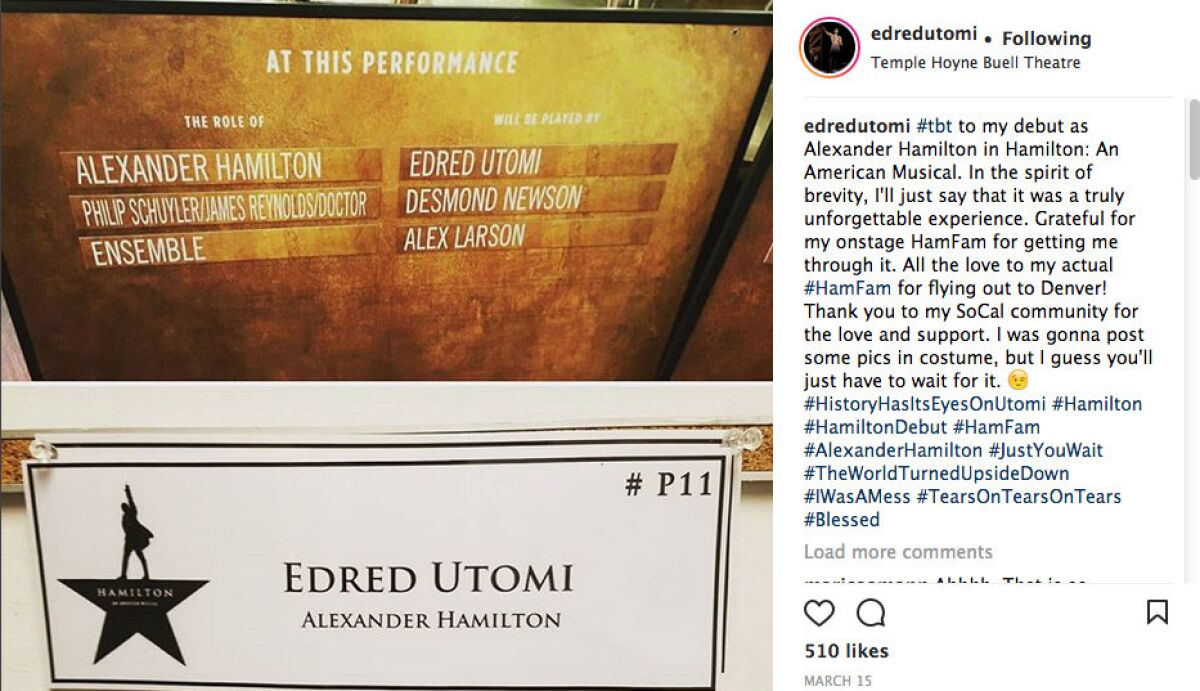 AT THIS PERFORMANCE
THE ROLE OF
WILL BE PLAYED BY
ALEXANDER HAMILTON
EDRED UTOMI
PHILIP SCHUYLER/JAMES REYNOLDS/DOCTOR
DESMOND NEWSON
ENSEMBLE
ALEX LARSON
# P11
HAMILTON
AN AMERICAN MUSICAL
EDRED UTOMI
ALEXANDER HAMILTON
edredutomi • Following
Temple Hoyne Buell Theatre
edredutomi #tbt to my debut as
Alexander Hamilton in Hamilton: An
American Musical. In the spirit of
brevity, I'll just say that it was a truly
unforgettable experience. Grateful for
my onstage HamFam for getting me
through it. All the love to my actual
#HamFam for flying out to Denver!
Thank you to my SoCal community for
the love and support. I was gonna post
some pics in costume, but I guess you'll
just have to wait for it. 😉
#HistoryHasItsEyesOnUtomi #Hamilton
#HamiltonDebut #HamFam
#AlexanderHamilton #JustYouWait
#TheWorldTurnedUpsideDown
#IWasAMess #TearsOnTearsOnTears
#Blessed
Load more comments
510 likes
MARCH 15